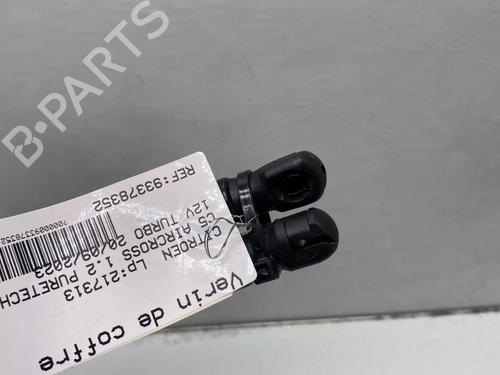 Verin de coffre
Lp:217313
CITROEN
C5 AIRCROSS 1.2 PURETECH
12V TURBO 20/09/2023
REF:93378352
70000093378352
B-PARTS